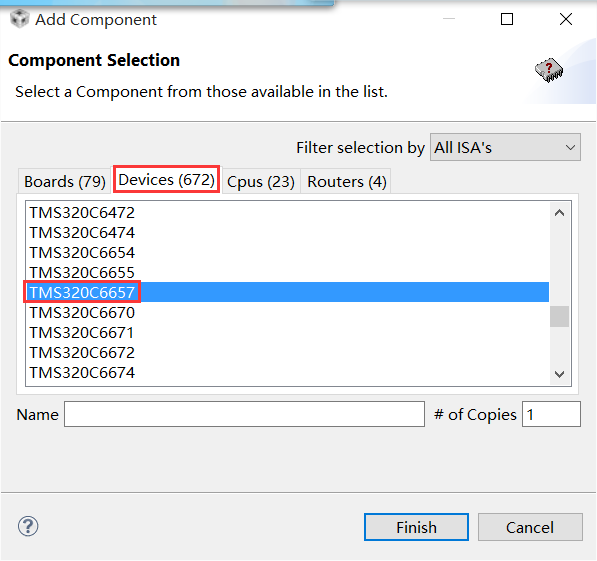 Add Component
Component Selection
Select a Component from those available in the list.
?
Filter selection by All ISA's
Boards (79) Devices (672) Cpus (23) Routers (4)
TMS320C6472
TMS320C6474
TMS320C6654
TMS320C6655
TMS320C6657
TMS320C6670
TMS320C6671
TMS320C6672
TMS320C6674
Name # of Copies 1
? Finish Cancel